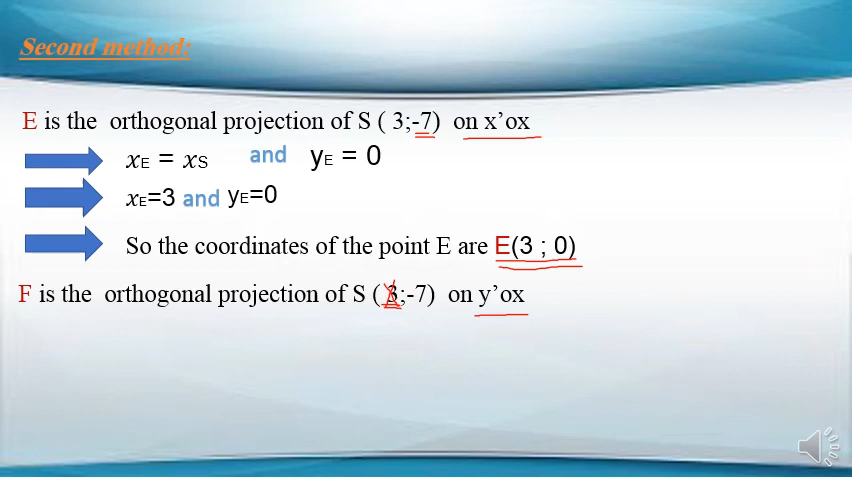 Second method:
E is the orthogonal projection of S ( 3;-7) on x’ox
xE = xS and yE = 0
xE=3 and yE=0
So the coordinates of the point E are E(3 ; 0)
F is the orthogonal projection of S ( 3;-7) on y’ox